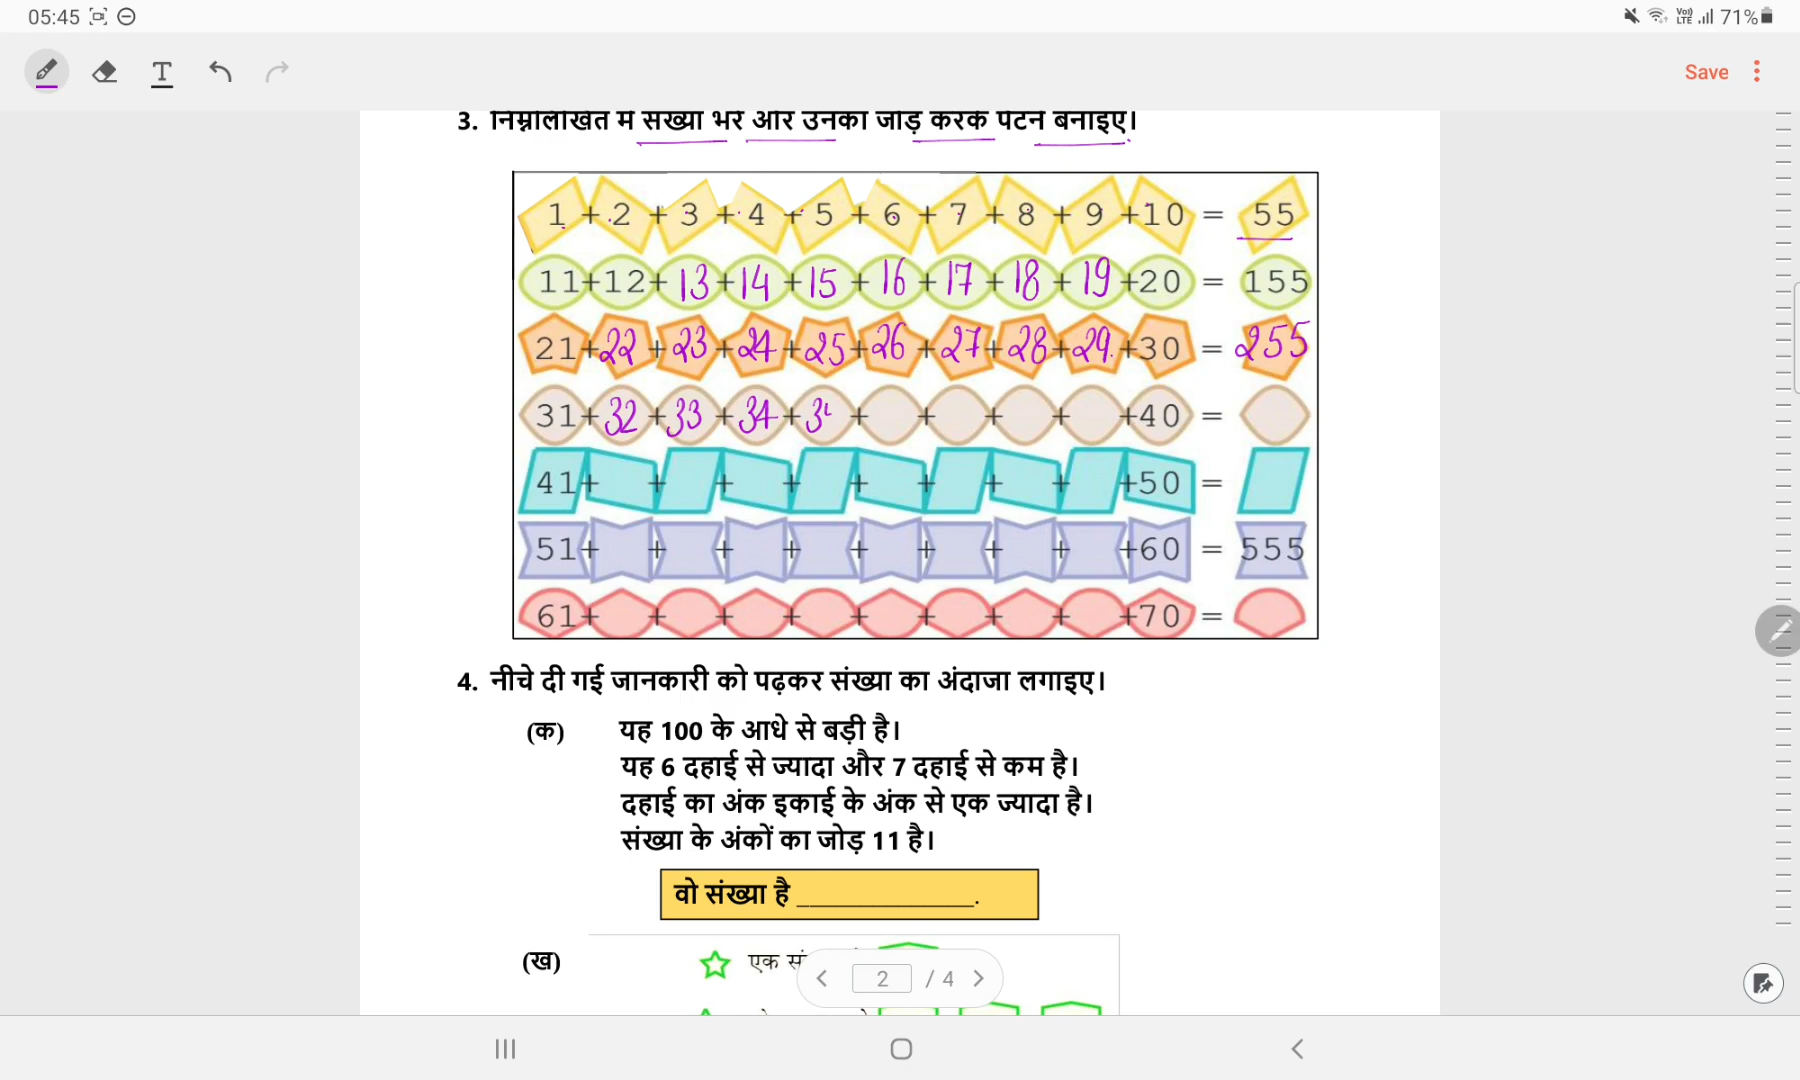 05:45
71%
Save
3. निम्नलिखित में संख्या भरें और उनका जोड़ करके पैटर्न बनाइए।
1 + 2 + 3 + 4 + 5 + 6 + 7 + 8 + 9 + 10 = 55
11+12+ 13 + 14 + 15 + 16 + 17 + 18 + 19 +20 = 155
21+ 22 + 23 + 24 + 25 + 26 + 27 + 28 + 29 +30 = 255
31+ 32 + 33 + 34 + 3 + + + + +40 =
41+ + + + + + + + +50 =
51+ + + + + + + + +60 = 555
61+ + + + + + + + +70 =
4. नीचे दी गई जानकारी को पढ़कर संख्या का अंदाजा लगाइए।
(क) यह 100 के आधे से बड़ी है।
यह 6 दहाई से ज्यादा और 7 दहाई से कम है।
दहाई का अंक इकाई के अंक से एक ज्यादा है।
संख्या के अंकों का जोड़ 11 है।
वो संख्या है ____________.
(ख) एक
2 / 4